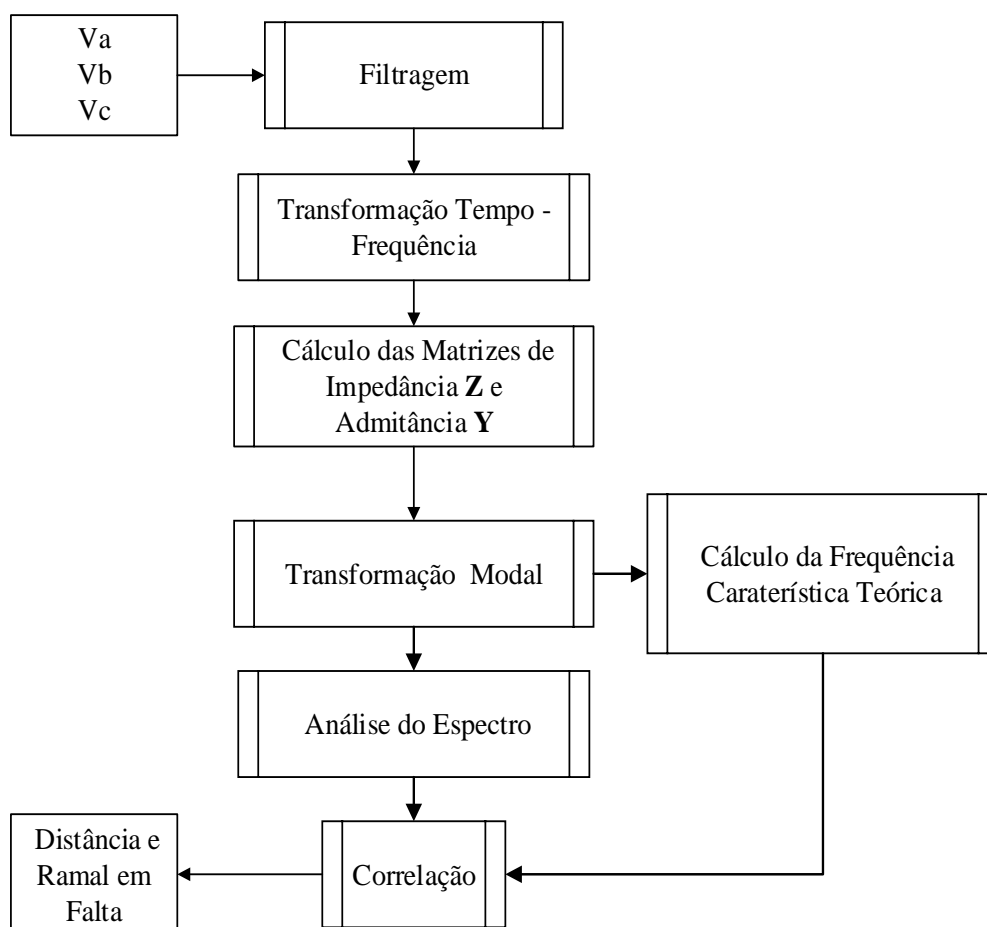 Va
Vb
Vc
Filtragem
Transformação Tempo -
Frequência
Cálculo das Matrizes de
Impedância Z e
Admitância Y
Transformação Modal
Cálculo da Frequência
Caraterística Teórica
Análise do Espectro
Correlação
Distância e
Ramal em
Falta